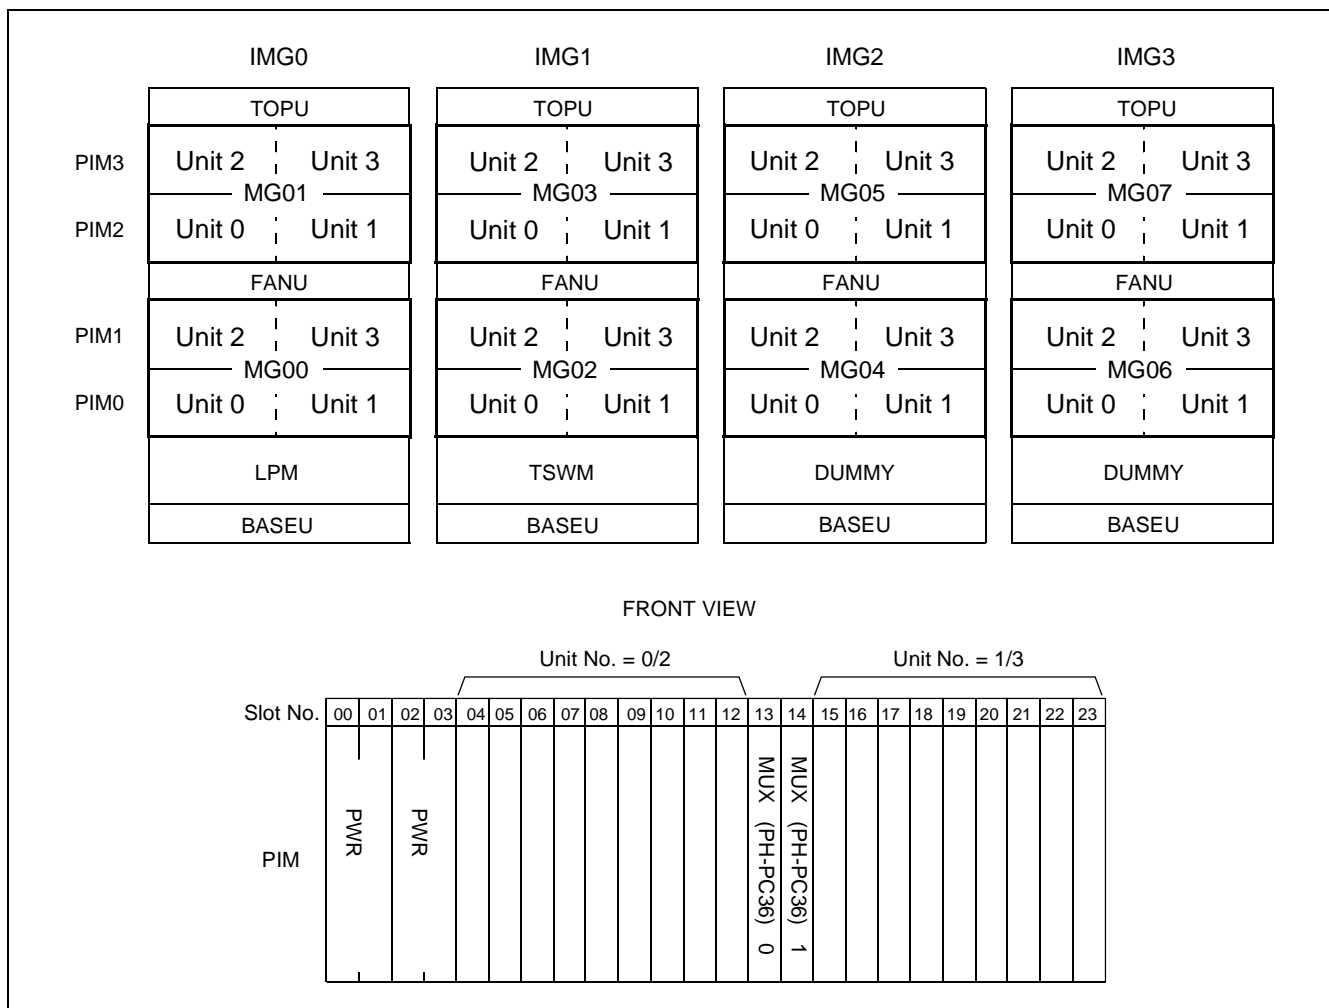 IMG0 IMG1 IMG2 IMG3
TOPU TOPU TOPU TOPU
PIM3 Unit 2 Unit 3 Unit 2 Unit 3 Unit 2 Unit 3 Unit 2 Unit 3
MG01 MG03 MG05 MG07
PIM2 Unit 0 Unit 1 Unit 0 Unit 1 Unit 0 Unit 1 Unit 0 Unit 1
FANU FANU FANU FANU
PIM1 Unit 2 Unit 3 Unit 2 Unit 3 Unit 2 Unit 3 Unit 2 Unit 3
MG00 MG02 MG04 MG06
PIM0 Unit 0 Unit 1 Unit 0 Unit 1 Unit 0 Unit 1 Unit 0 Unit 1
LPM TSWM DUMMY DUMMY
BASEU BASEU BASEU BASEU
FRONT VIEW
Unit No. = 0/2 Unit No. = 1/3
Slot No. 00 01 02 03 04 05 06 07 08 09 10 11 12 13 14 15 16 17 18 19 20 21 22 23
PIM
PWR
PWR
MUX (PH-PC36) 0
MUX (PH-PC36) 1